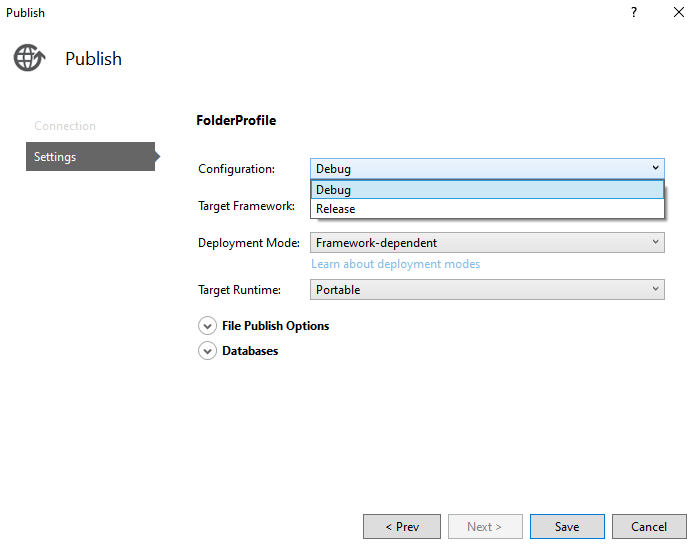 Publish
?
Publish
Connection
Settings
FolderProfile
Configuration: Debug
Debug
Release
Target Framework:
Deployment Mode: Framework-dependent
Learn about deployment modes
Target Runtime: Portable
File Publish Options
Databases
< Prev
Next >
Save
Cancel